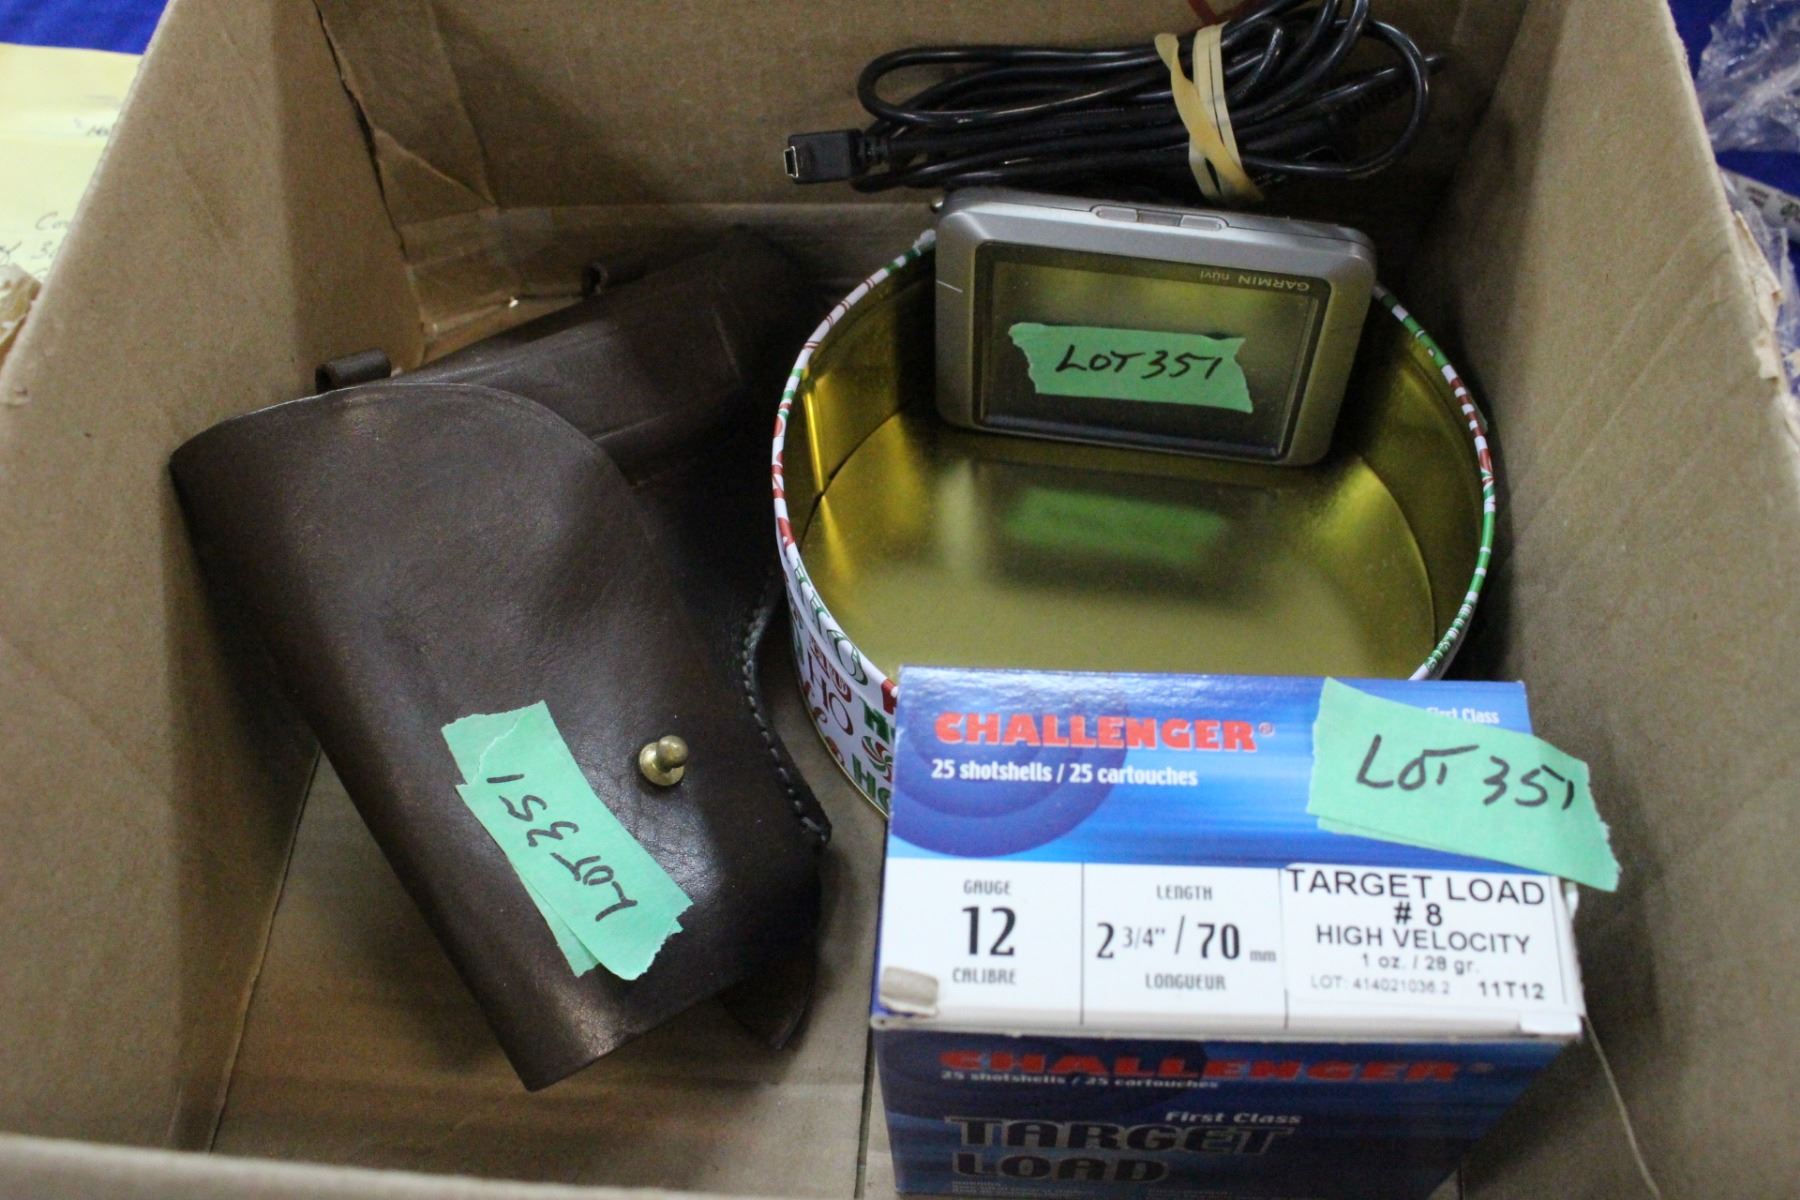 GARMIN nüvi
LOT 351
LOT 351
HO
CHALLENGER®
25 shotshells / 25 cartouches
First Class
LOT 351
GAUGE
12
CALIBRE
LENGTH
2 3/4" / 70 mm
LONGUEUR
TARGET LOAD
# 8
HIGH VELOCITY
1 oz. / 28 gr.
LOT: 414021036.2 11T12
CHALLENGER®
25 shotshells / 25 cartouches
First Class
TARGET
LOAD